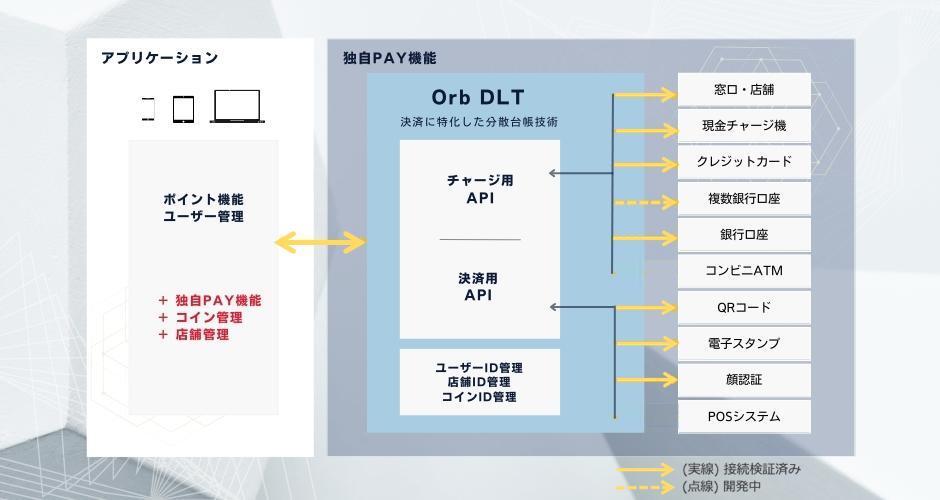 アプリケーション
ポイント機能
ユーザー管理
+ 独自PAY機能
+ コイン管理
+ 店舗管理
独自PAY機能
Orb DLT
決済に特化した分散台帳技術
チャージ用
API
決済用
API
ユーザーID管理
店舗ID管理
コインID管理
窓口・店舗
現金チャージ機
クレジットカード
複数銀行口座
銀行口座
コンビニATM
QRコード
電子スタンプ
顔認証
POSシステム
(実線) 接続検証済み
(点線) 開発中